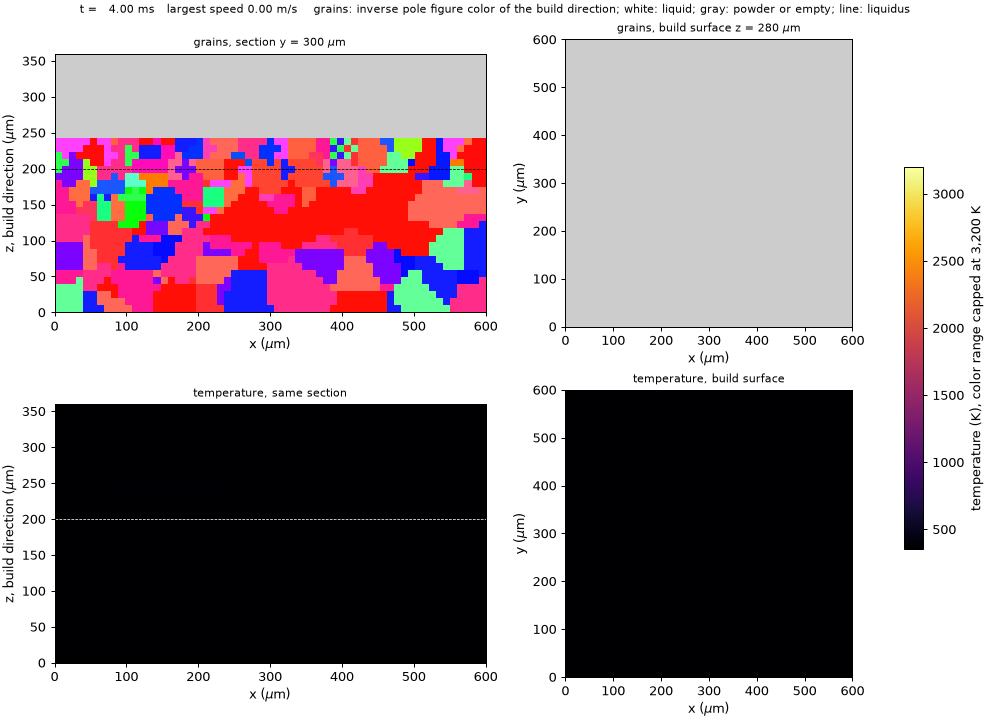 t =   4.00 ms   largest speed 0.00 m/s     grains: inverse pole figure color of the build direction; white: liquid; gray: powder or empty; line: liquidus
grains, section y = 300 μm
350
300
250
200
150
100
50
0
z, build direction (μm)
0 100 200 300 400 500 600
x (μm)
grains, build surface z = 280 μm
600
500
400
300
200
100
0
y (μm)
0 100 200 300 400 500 600
x (μm)
temperature, same section
350
300
250
200
150
100
50
0
z, build direction (μm)
0 100 200 300 400 500 600
x (μm)
temperature, build surface
600
500
400
300
200
100
0
y (μm)
0 100 200 300 400 500 600
x (μm)
3000
2500
2000
1500
1000
500
temperature (K), color range capped at 3,200 K